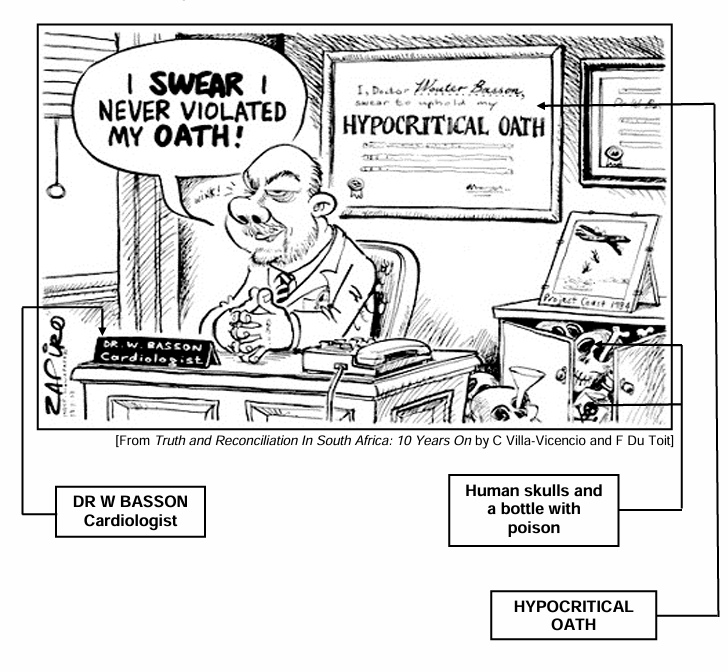 I SWEAR I
NEVER VIOLATED
MY OATH!
I, Doctor Wouter Basson,
swear to uphold my
HYPOCRITICAL OATH
WINK!
Project Coast 1984
DR. W. BASSON
Cardiologist
ZAPIRO
[From Truth and Reconciliation In South Africa: 10 Years On by C Villa-Vicencio and F Du Toit]
DR W BASSON
Cardiologist
Human skulls and
a bottle with
poison
HYPOCRITICAL
OATH